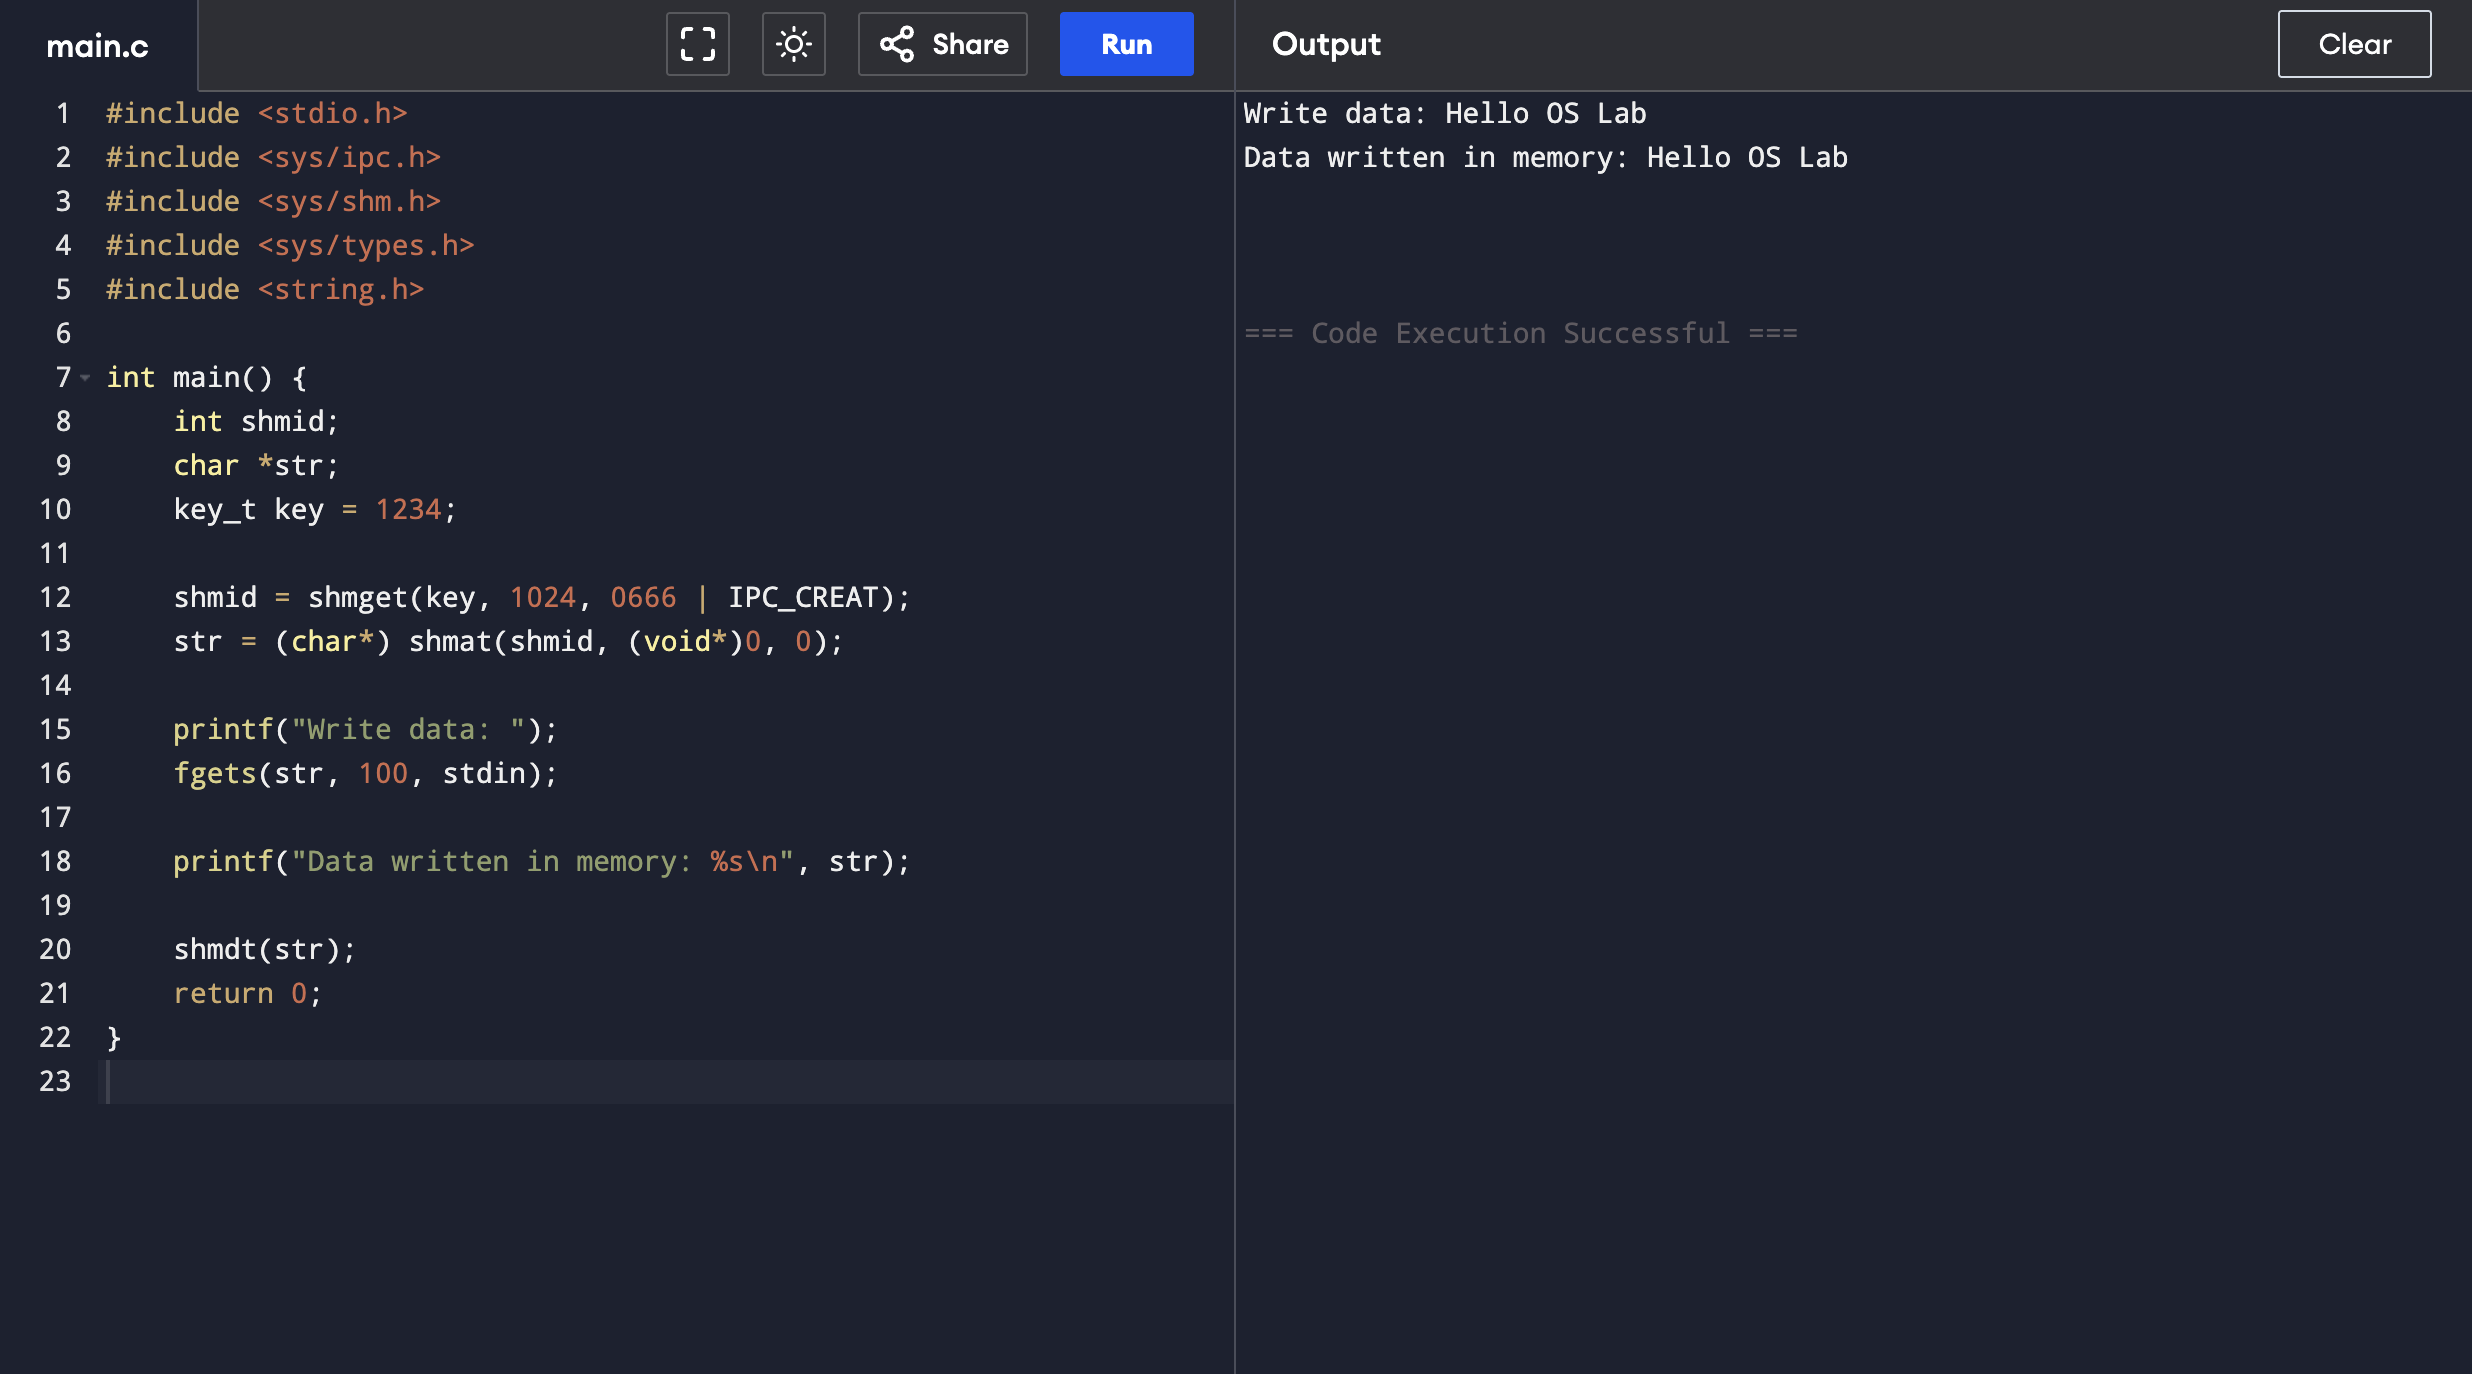 main.c
Share
Run
Output
Clear
1 #include <stdio.h>
2 #include <sys/ipc.h>
3 #include <sys/shm.h>
4 #include <sys/types.h>
5 #include <string.h>
6
7 int main() {
8     int shmid;
9     char *str;
10     key_t key = 1234;
11
12     shmid = shmget(key, 1024, 0666 | IPC_CREAT);
13     str = (char*) shmat(shmid, (void*)0, 0);
14
15     printf("Write data: ");
16     fgets(str, 100, stdin);
17
18     printf("Data written in memory: %s\n", str);
19
20     shmdt(str);
21     return 0;
22 }
23
Write data: Hello OS Lab
Data written in memory: Hello OS Lab
=== Code Execution Successful ===